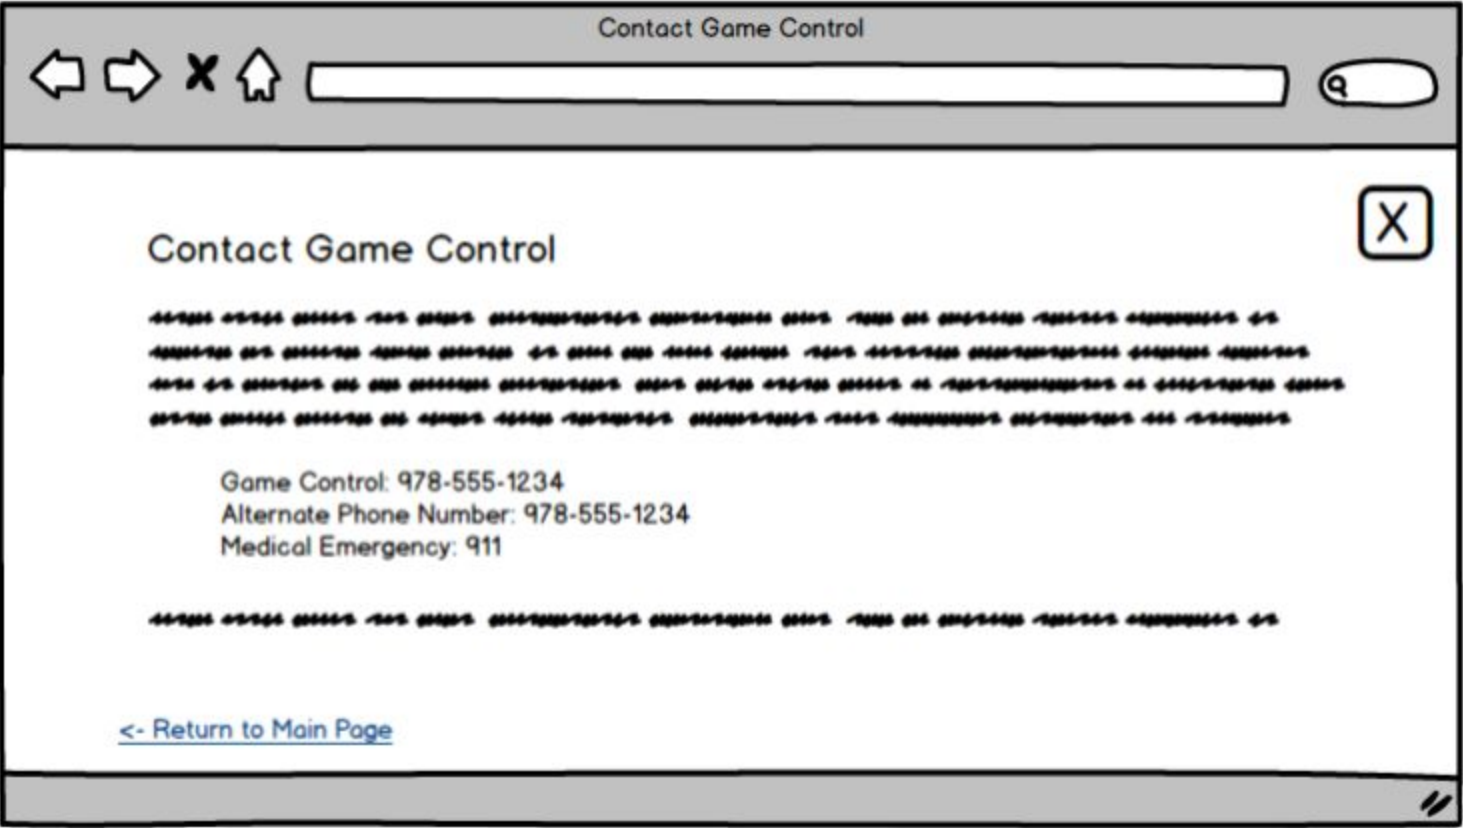 Contact Game Control
X
Contact Game Control
Game Control: 978-555-1234
Alternate Phone Number: 978-555-1234
Medical Emergency: 911
<- Return to Main Page